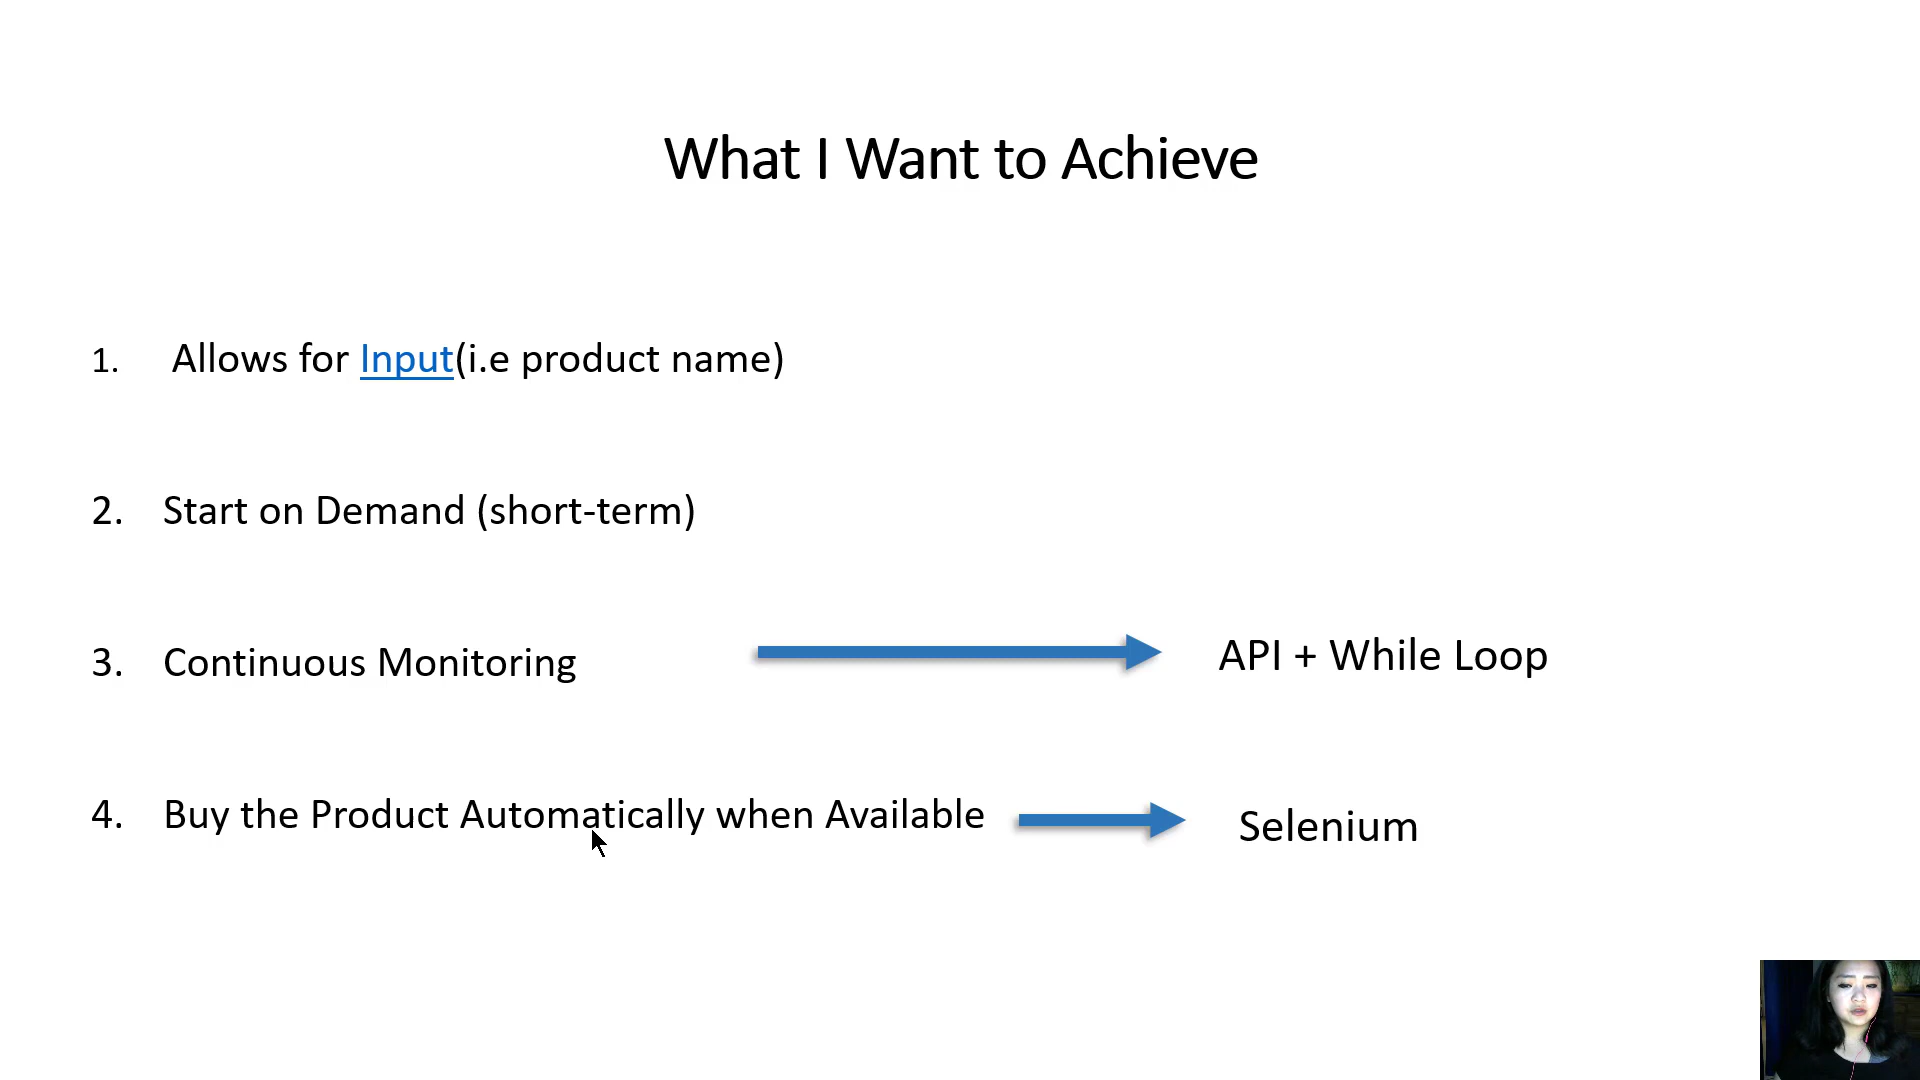 What I Want to Achieve
1. Allows for Input(i.e product name)
2. Start on Demand (short-term)
3. Continuous Monitoring
API + While Loop
4. Buy the Product Automatically when Available
Selenium